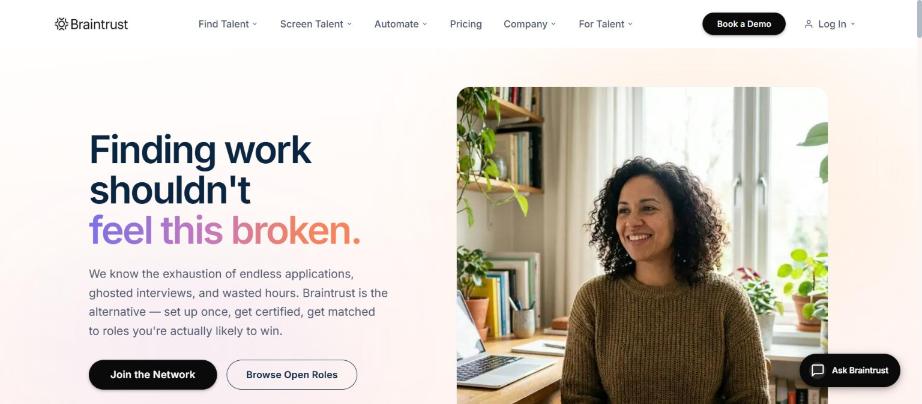 Braintrust
Find Talent
Screen Talent
Automate
Pricing
Company
For Talent
Book a Demo
Log In
Finding work
shouldn't
feel this broken.
We know the exhaustion of endless applications,
ghosted interviews, and wasted hours. Braintrust is the
alternative — set up once, get certified, get matched
to roles you're actually likely to win.
Join the Network
Browse Open Roles
Ask Braintrust